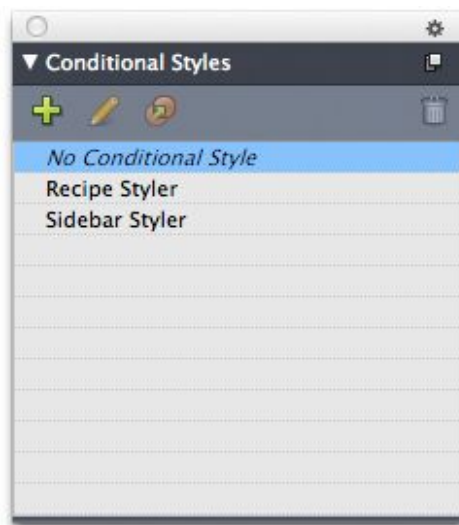 Conditional Styles
No Conditional Style
Recipe Styler
Sidebar Styler